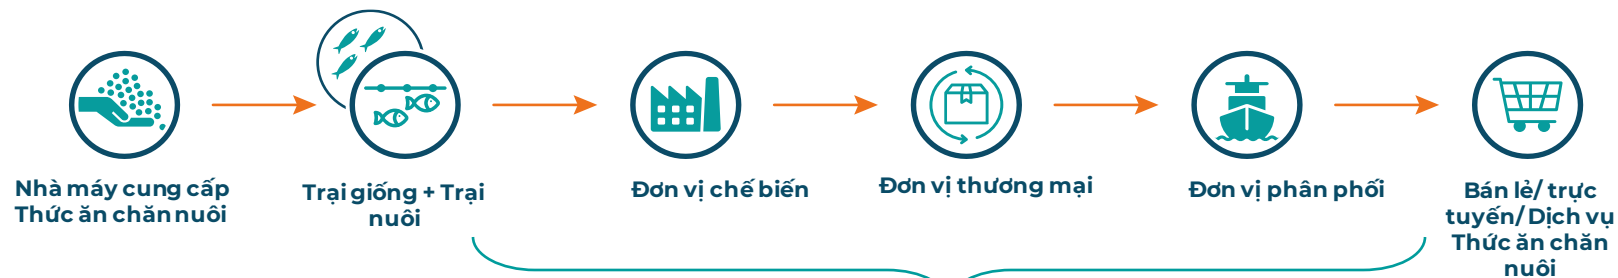 Nhà máy cung cấp
Thức ăn chăn nuôi
Trại giống + Trại
nuôi
Đơn vị chế biến
Đơn vị thương mại
Đơn vị phân phối
Bán lẻ/ trực
tuyến/ Dịch vụ
Thức ăn chăn
nuôi